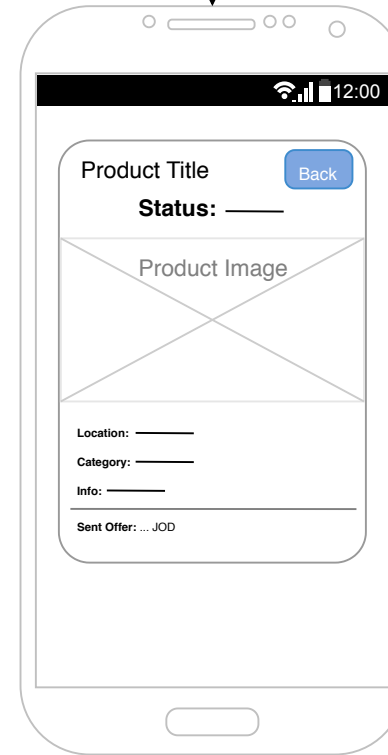 12:00
Product Title
Back
Status:
Product Image
Location:
Category:
Info:
Sent Offer: ... JOD